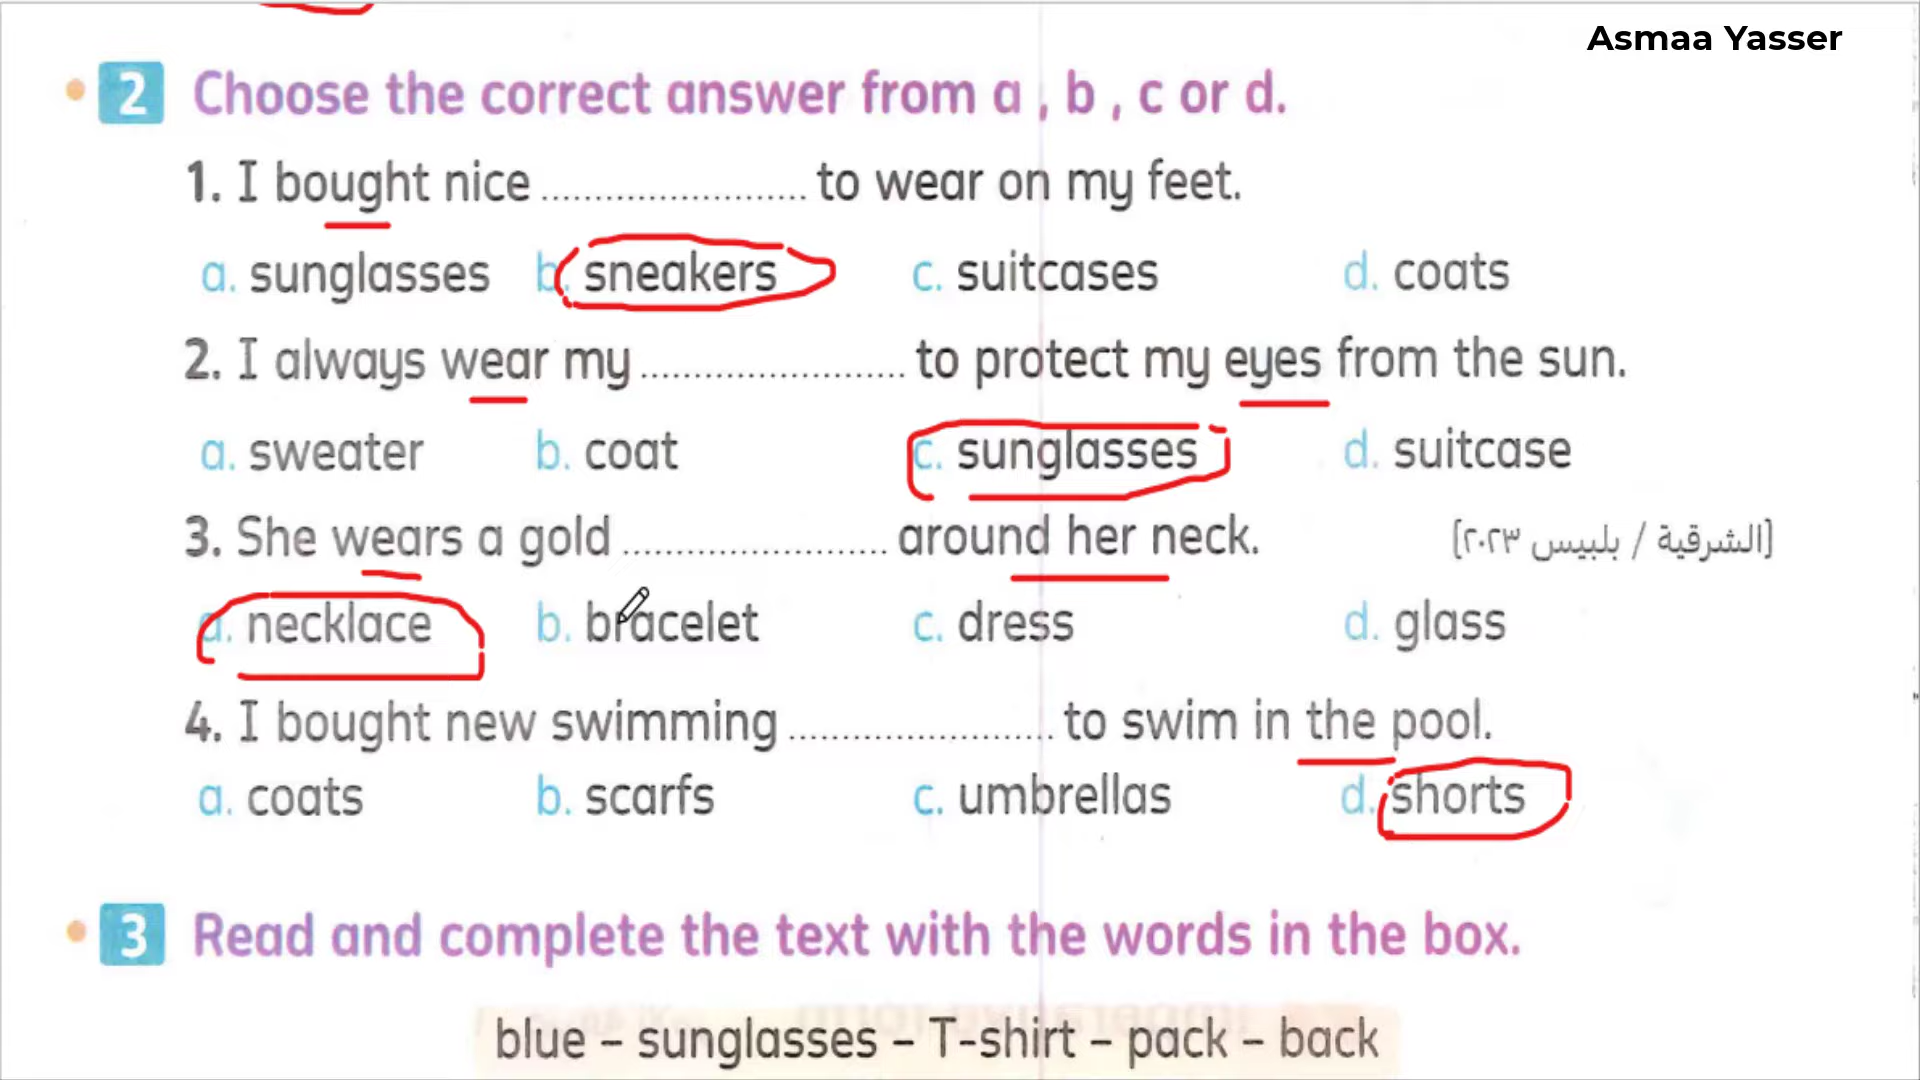 Asmaa Yasser
2 Choose the correct answer from a , b , c or d.
1. I bought nice ........................ to wear on my feet.
a. sunglasses b. sneakers c. suitcases d. coats
2. I always wear my ........................ to protect my eyes from the sun.
a. sweater b. coat c. sunglasses d. suitcase
3. She wears a gold ........................ around her neck. [الشرقية / بلبيس ٢٠٢٣]
a. necklace b. bracelet c. dress d. glass
4. I bought new swimming ........................ to swim in the pool.
a. coats b. scarfs c. umbrellas d. shorts
3 Read and complete the text with the words in the box.
blue – sunglasses – T-shirt – pack – back